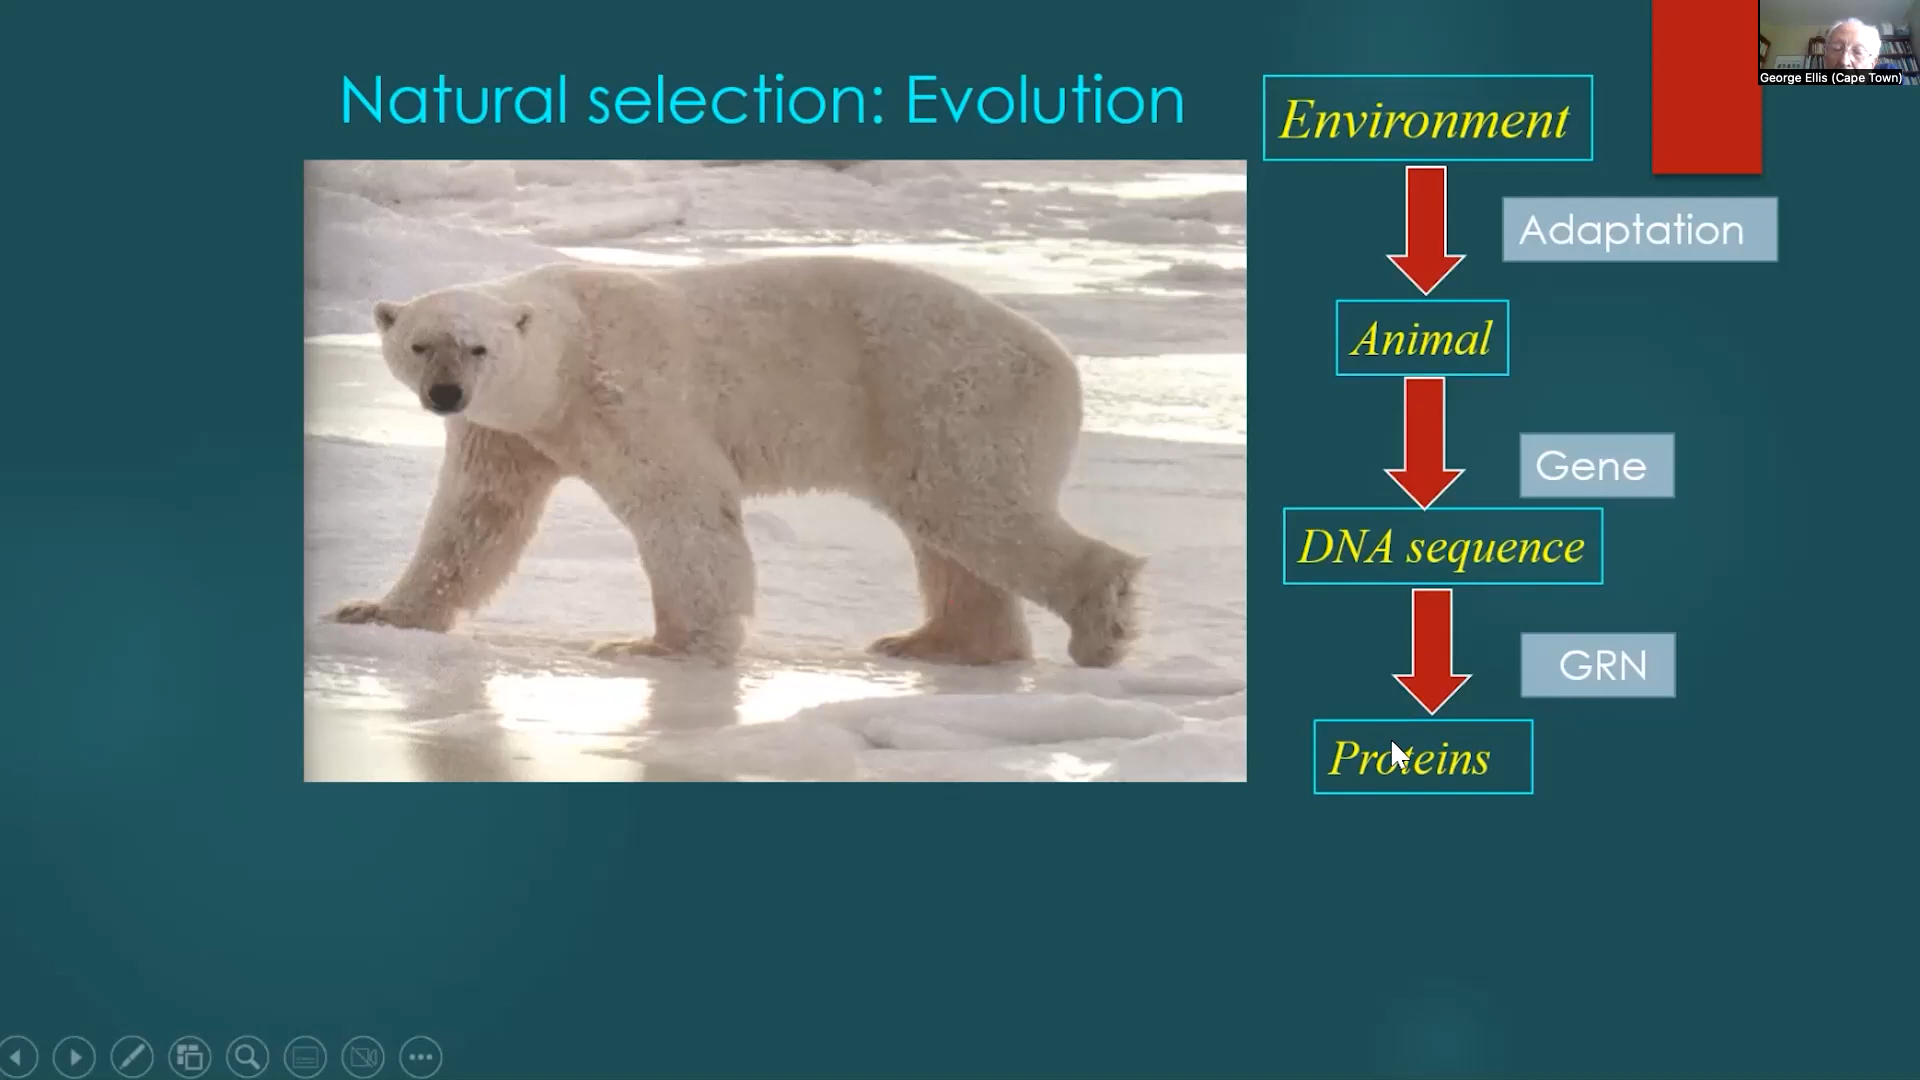 Natural selection: Evolution
George Ellis (Cape Town)
Environment
Adaptation
Animal
Gene
DNA sequence
GRN
Proteins